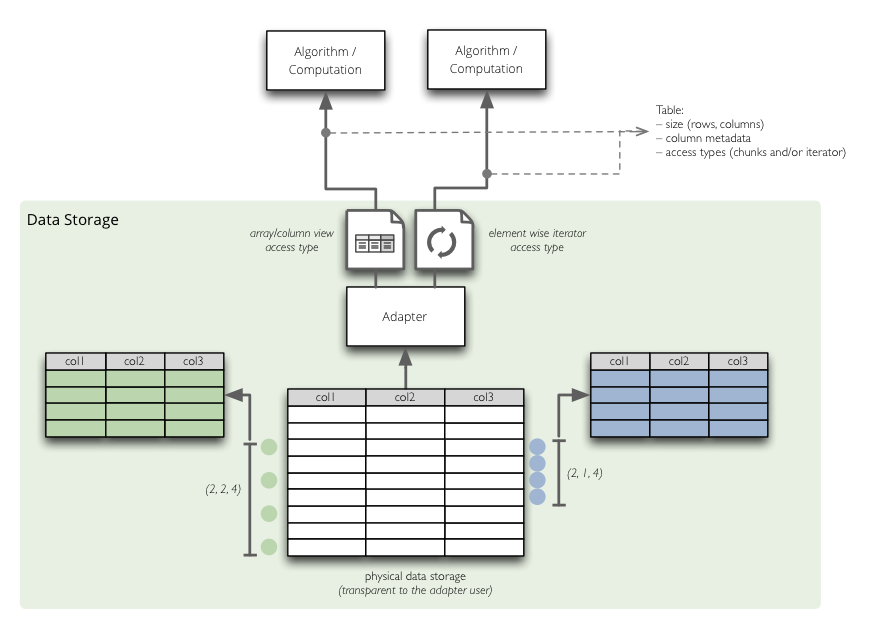 Algorithm /
Computation
Algorithm /
Computation
Table:
– size (rows, columns)
– column metadata
– access types (chunks and/or iterator)
Data Storage
array/column view
access type
element wise iterator
access type
Adapter
col1 col2 col3
col1 col2 col3
col1 col2 col3
(2, 2, 4)
(2, 1, 4)
physical data storage
(transparent to the adapter user)